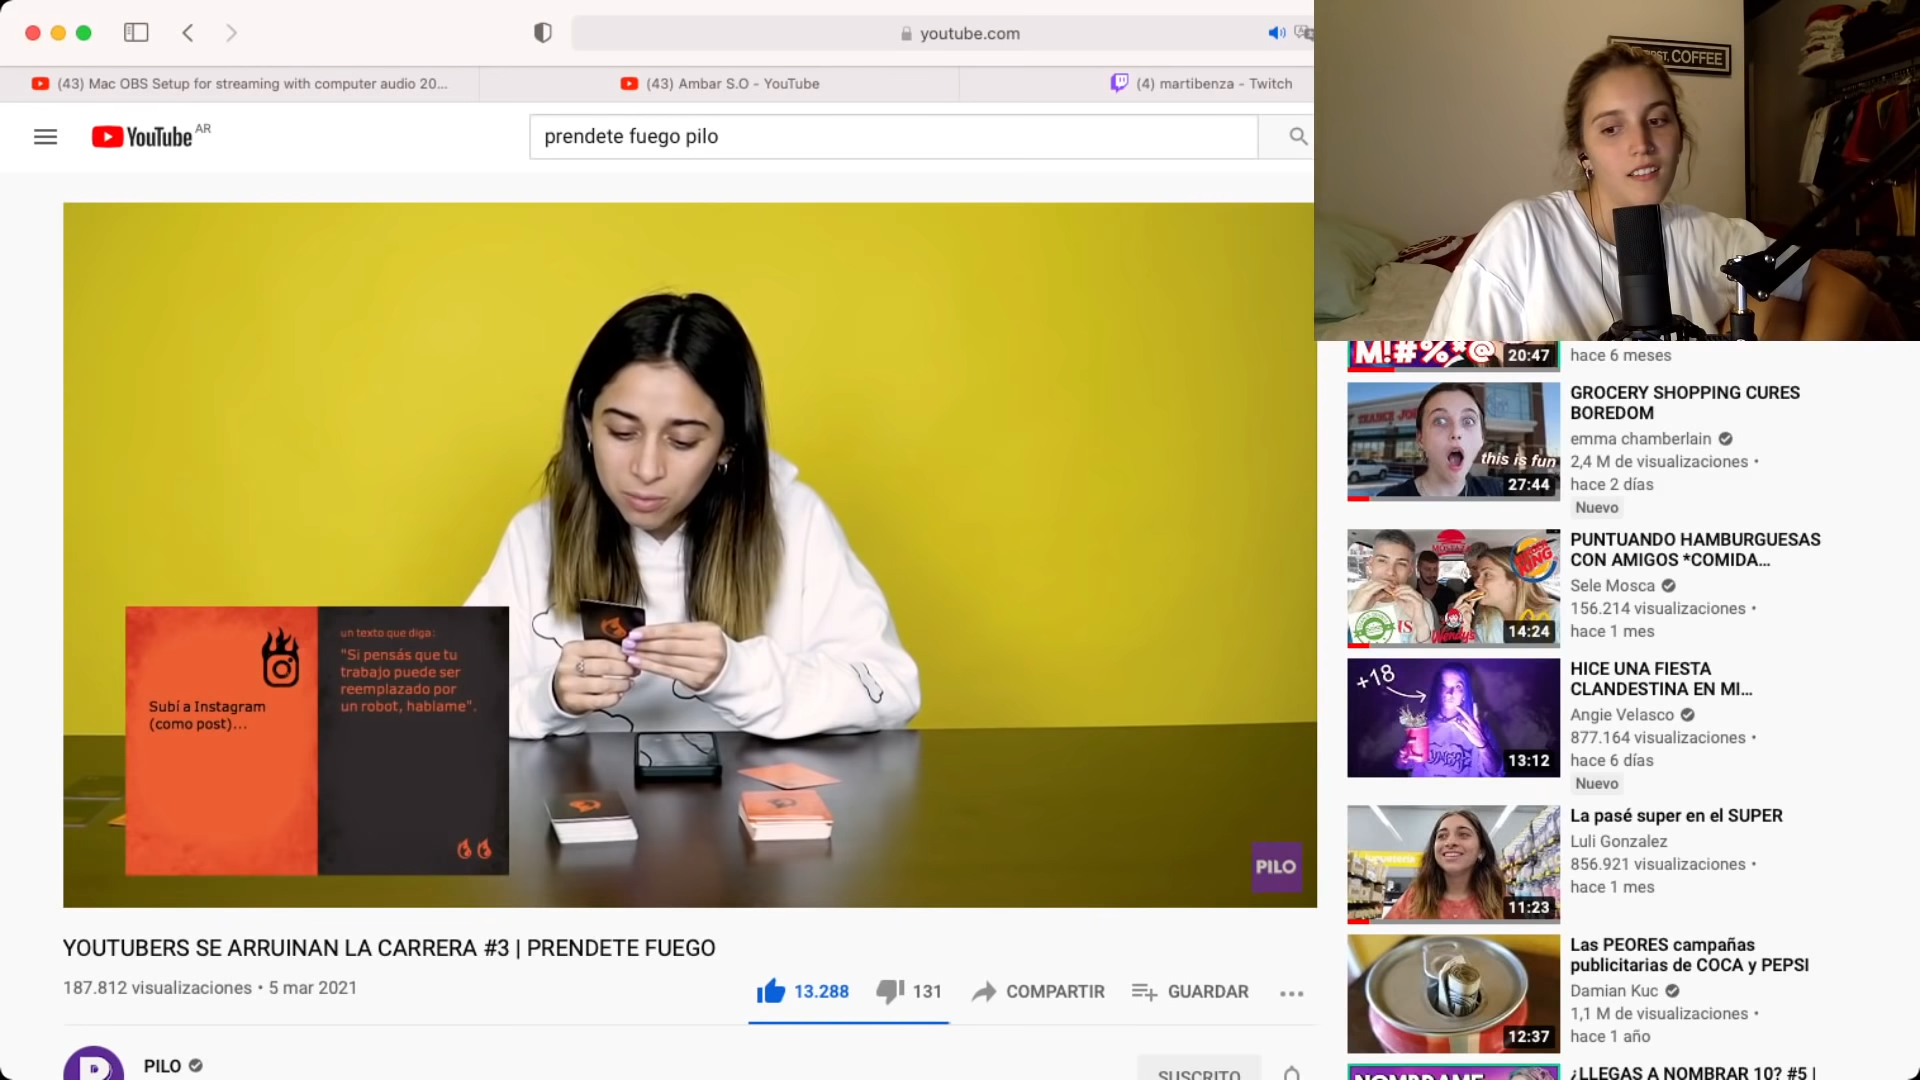 youtube.com
(43) Mac OBS Setup for streaming with computer audio 20...
(43) Ambar S.O - YouTube
(4) martibenza - Twitch
YouTube AR
prendete fuego pilo
COFFEE
M!#%*@
20:47
hace 6 meses
GROCERY SHOPPING CURES
BOREDOM
emma chamberlain
2,4 M de visualizaciones •
hace 2 días
Nuevo
this is fun
27:44
PUNTUANDO HAMBURGUESAS
CON AMIGOS *COMIDA...
Sele Mosca
156.214 visualizaciones •
hace 1 mes
14:24
HICE UNA FIESTA
CLANDESTINA EN MI...
Angie Velasco
877.164 visualizaciones •
hace 6 días
Nuevo
+18
13:12
La pasé super en el SUPER
Luli Gonzalez
856.921 visualizaciones •
hace 1 mes
11:23
Las PEORES campañas
publicitarias de COCA y PEPSI
Damian Kuc
1,1 M de visualizaciones •
hace 1 año
12:37
¿LLEGAS A NOMBRAR 10? #5 |
Subí a Instagram
(como post)...
un texto que diga:
"Si pensás que tu
trabajo puede ser
reemplazado por
un robot, hablame".
PILO
YOUTUBERS SE ARRUINAN LA CARRERA #3 | PRENDETE FUEGO
187.812 visualizaciones • 5 mar 2021
13.288
131
COMPARTIR
GUARDAR
PILO
SUSCRITO